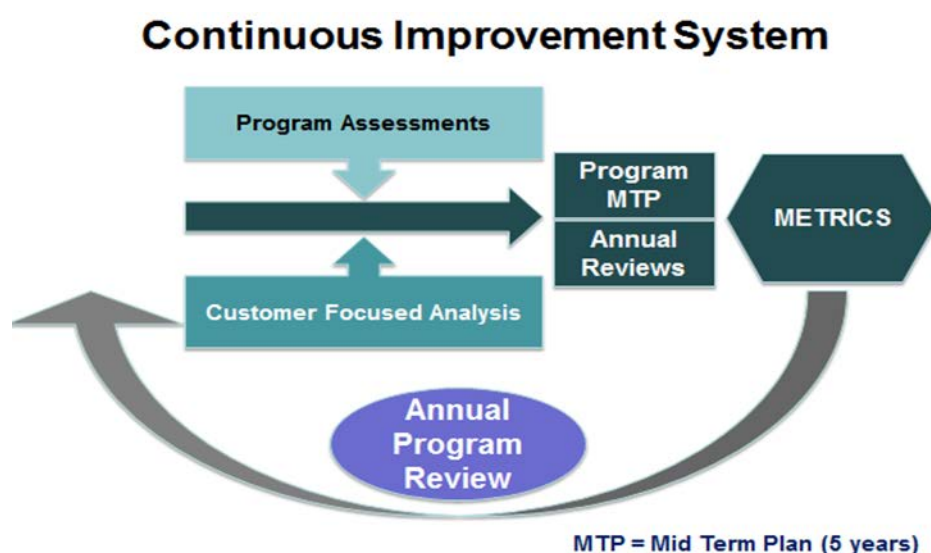 Continuous Improvement System
Program Assessments
Program
MTP
Annual
Reviews
METRICS
Customer Focused Analysis
Annual
Program
Review
MTP = Mid Term Plan (5 years)